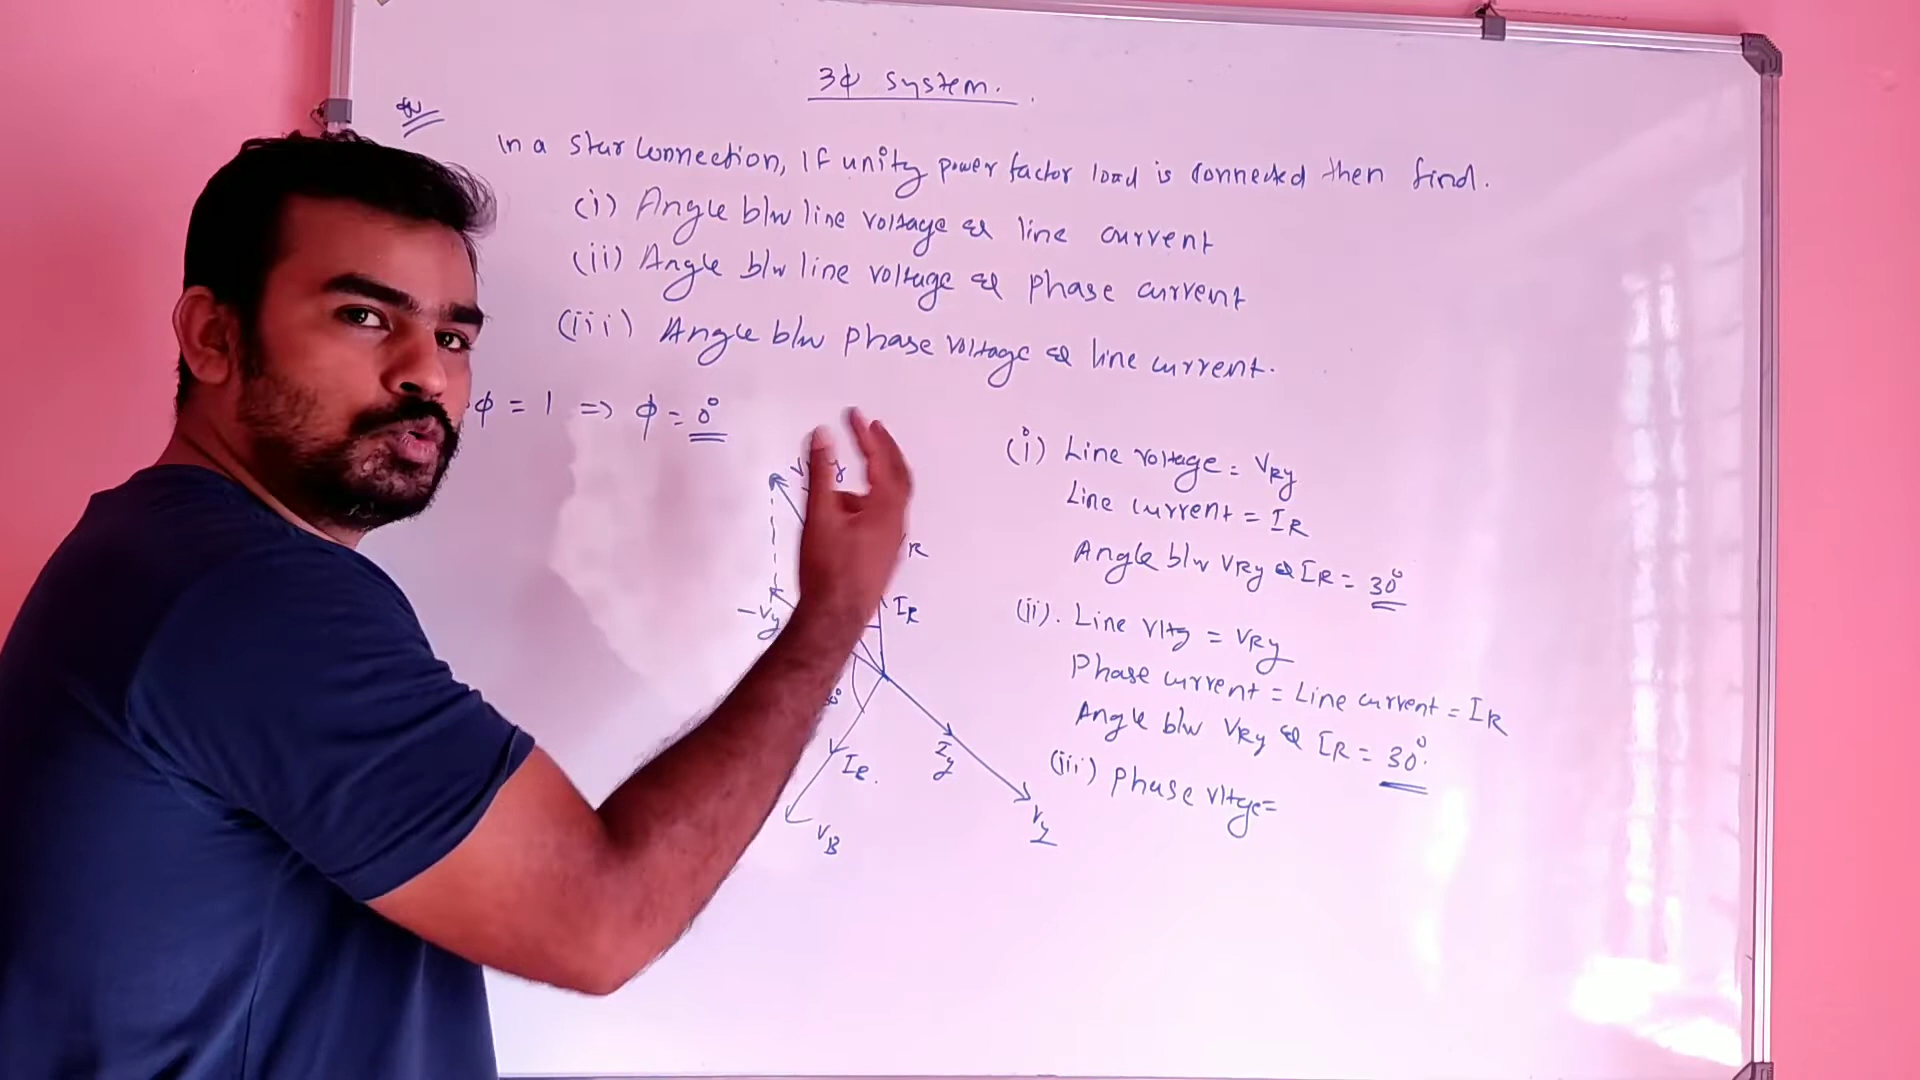 3ϕ system.
In a star connection, if unity power factor load is connected then find.
(i) Angle b/w line voltage & line current
(ii) Angle b/w line voltage & phase current
(iii) Angle b/w phase voltage & line current.
ϕ = 1 => ϕ = 0°
(i) Line voltage = VRy
Line current = IR
Angle b/w VRy & IR = 30°
(ii). Line Vltg = VRy
Phase current = Line current = IR
Angle b/w VRy & IR = 30°.
(iii) Phase Vltge=
R
IR
-Vy
Iy
Vy
VB